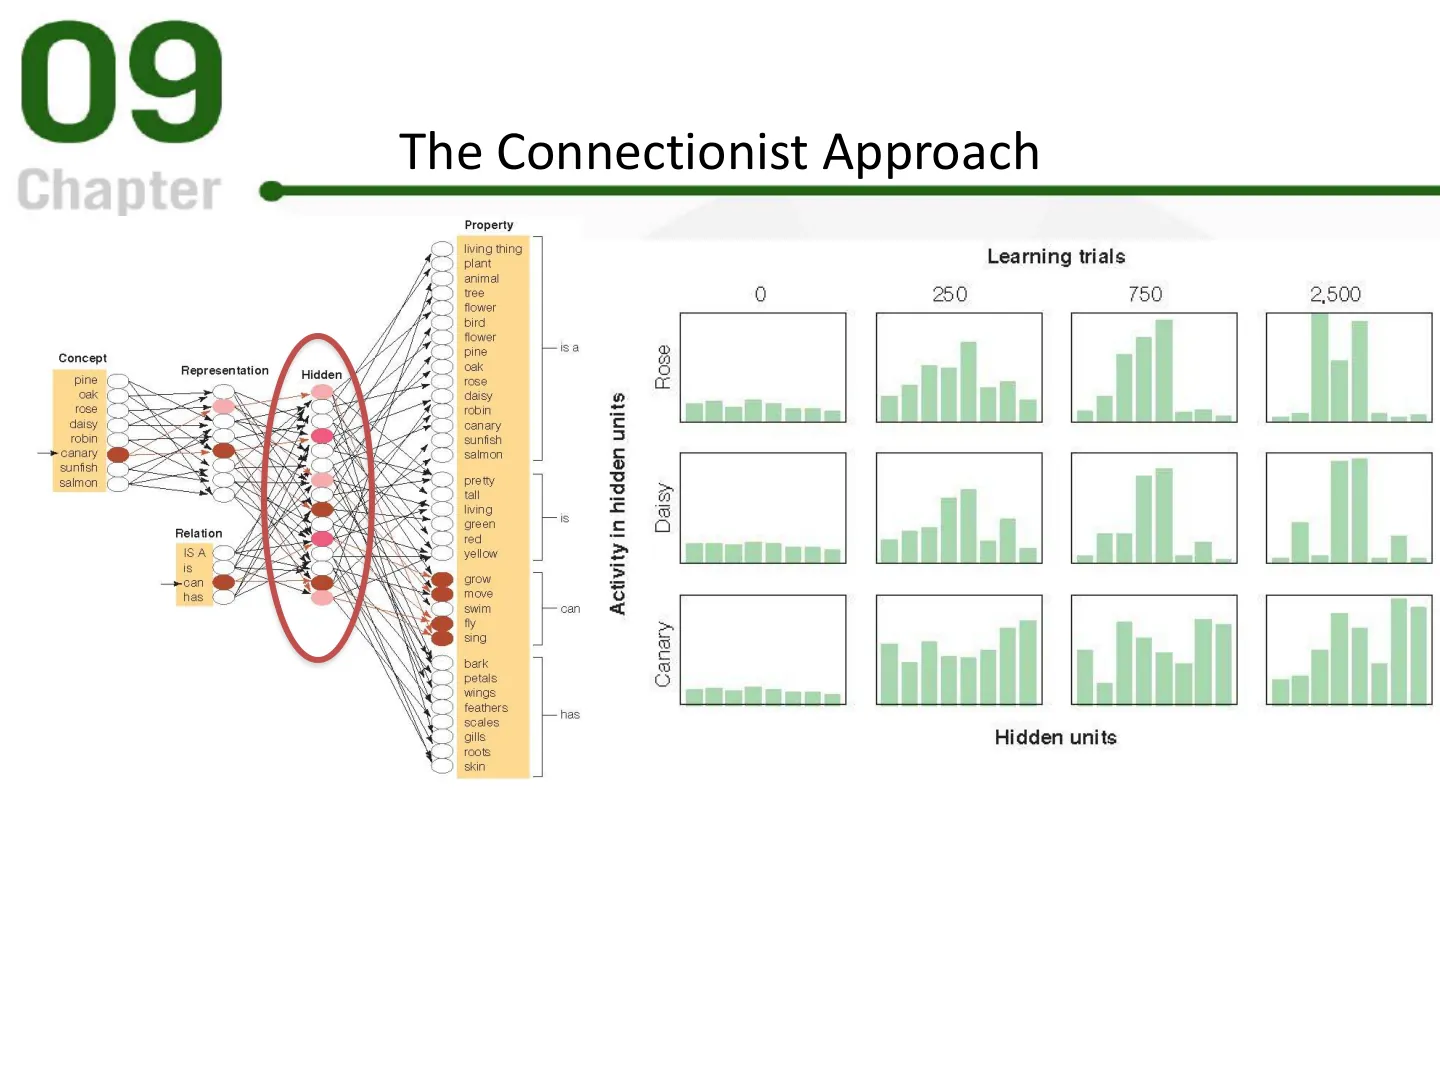 09
Chapter
The Connectionist Approach
Concept
pine
oak
rose
daisy
robin
canary
sunfish
salmon
Relation
IS A
is
can
has
Representation
Hidden
Property
living thing
plant
animal
tree
flower
bird
flower
pine
oak
rose
daisy
robin
canary
sunfish
salmon
is a
pretty
tall
living
green
red
yellow
is
grow
move
swim
fly
sing
can
bark
petals
wings
feathers
scales
gills
roots
skin
has
Learning trials
0 250 750 2,500
Activity in hidden units
Rose
Daisy
Canary
Hidden units